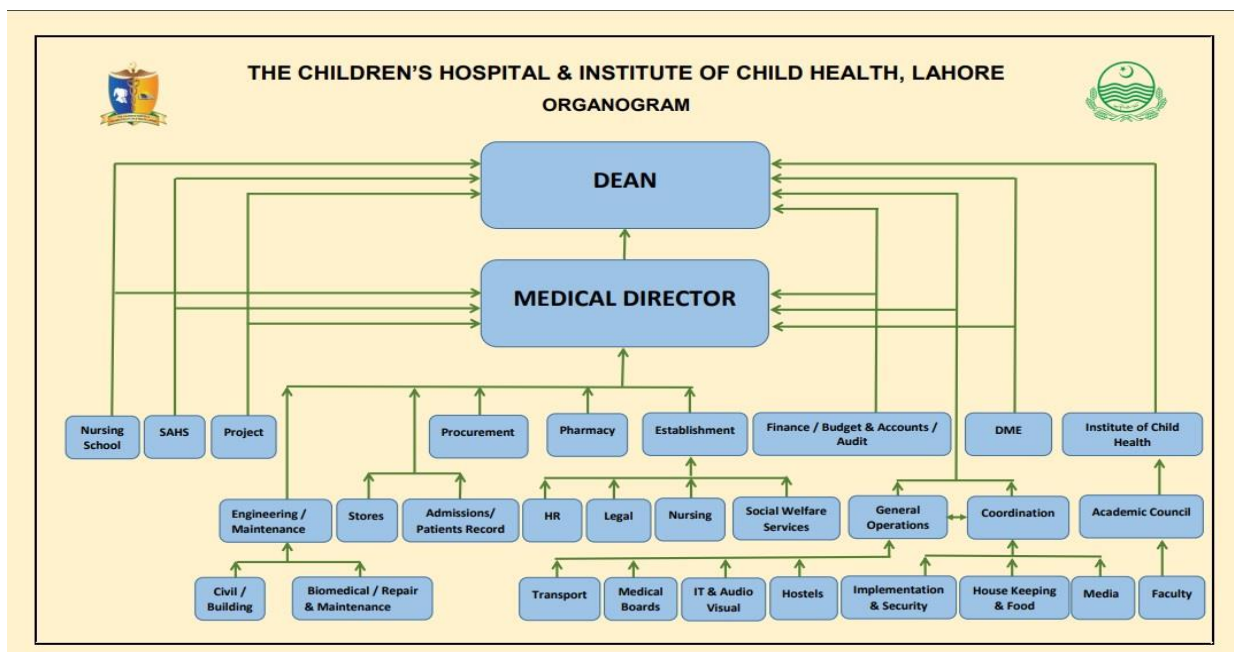 THE CHILDREN'S HOSPITAL & INSTITUTE OF CHILD HEALTH, LAHORE
ORGANOGRAM
DEAN
MEDICAL DIRECTOR
Nursing
School
SAHS
Project
Procurement
Pharmacy
Establishment
Finance / Budget & Accounts /
Audit
DME
Institute of Child
Health
Engineering /
Maintenance
Stores
Admissions/
Patients Record
HR
Legal
Nursing
Social Welfare
Services
General
Operations
Coordination
Academic Council
Civil /
Building
Biomedical / Repair
& Maintenance
Transport
Medical
Boards
IT & Audio
Visual
Hostels
Implementation
& Security
House Keeping
& Food
Media
Faculty